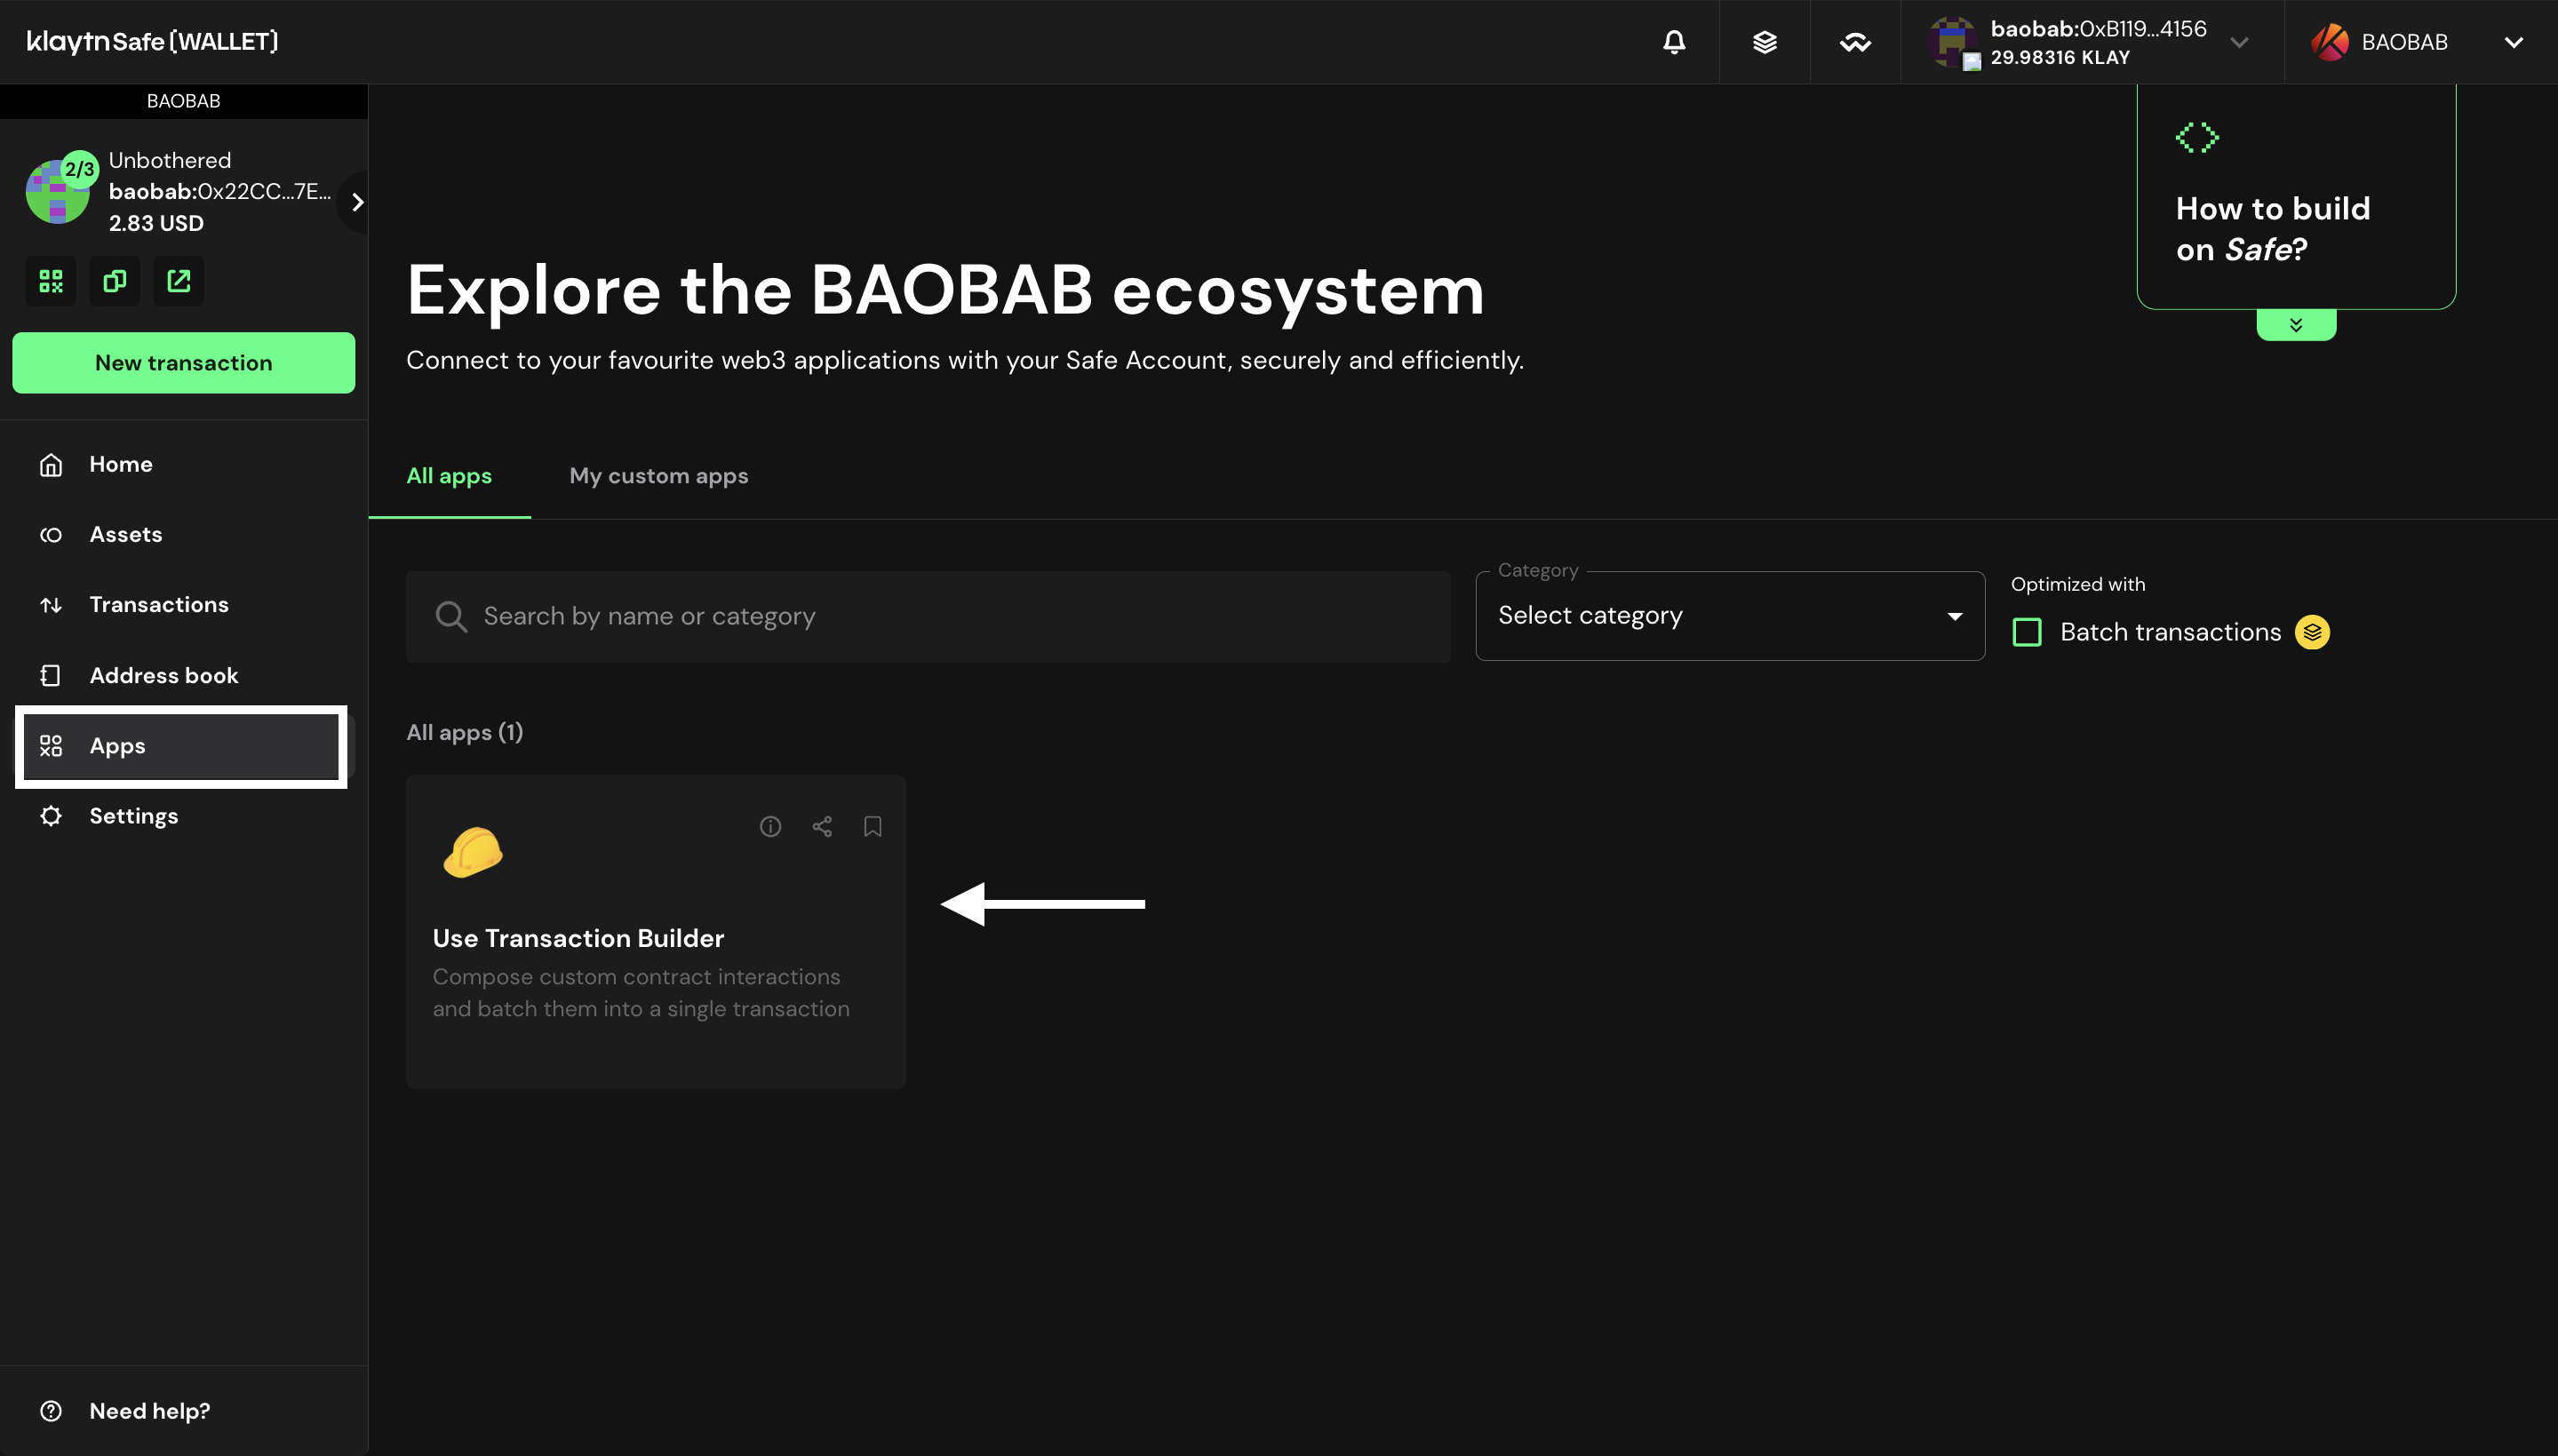 klaytn Safe {WALLET}
baobab:0xB119...4156
29.98316 KLAY
BAOBAB
BAOBAB
2/3
Unbothered
baobab:0x22CC...7E...
2.83 USD
New transaction
Home
Assets
Transactions
Address book
Apps
Settings
Need help?
How to build
on Safe?
Explore the BAOBAB ecosystem
Connect to your favourite web3 applications with your Safe Account, securely and efficiently.
All apps
My custom apps
Search by name or category
Category
Select category
Optimized with
Batch transactions
All apps (1)
Use Transaction Builder
Compose custom contract interactions
and batch them into a single transaction